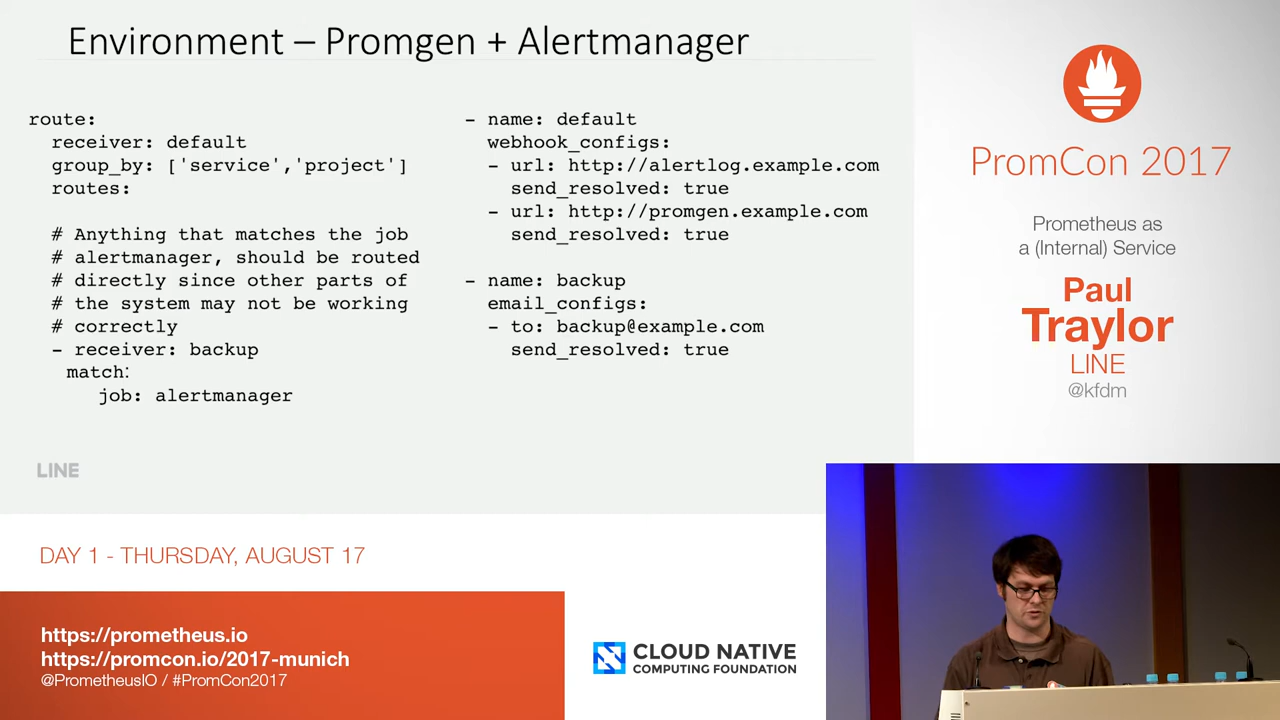 Environment – Promgen + Alertmanager
route:
receiver: default
group_by: ['service','project']
routes:
# Anything that matches the job
# alertmanager, should be routed
# directly since other parts of
# the system may not be working
# correctly
- receiver: backup
match:
job: alertmanager
- name: default
webhook_configs:
- url: http://alertlog.example.com
send_resolved: true
- url: http://promgen.example.com
send_resolved: true
- name: backup
email_configs:
- to: backup@example.com
send_resolved: true
LINE
PromCon 2017
Prometheus as
a (Internal) Service
Paul
Traylor
LINE
@kfdm
DAY 1 - THURSDAY, AUGUST 17
https://prometheus.io
https://promcon.io/2017-munich
@PrometheusIO / #PromCon2017
CLOUD NATIVE
COMPUTING FOUNDATION